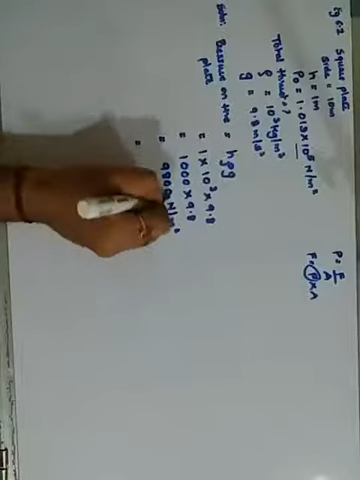 Eg 6.2 Square plate
side = 10m
h = 1m
P₀ = 1.013 × 10⁵ N/m²
Total thrust = ?
ρ = 10³ kg/m³
g = 9.8 m/s²
Soln: Pressure on the plate = hρg
= 1 × 10³ × 9.8
= 1000 × 9.8
= 9800 N/m²
=
P = F/A
F = P × A